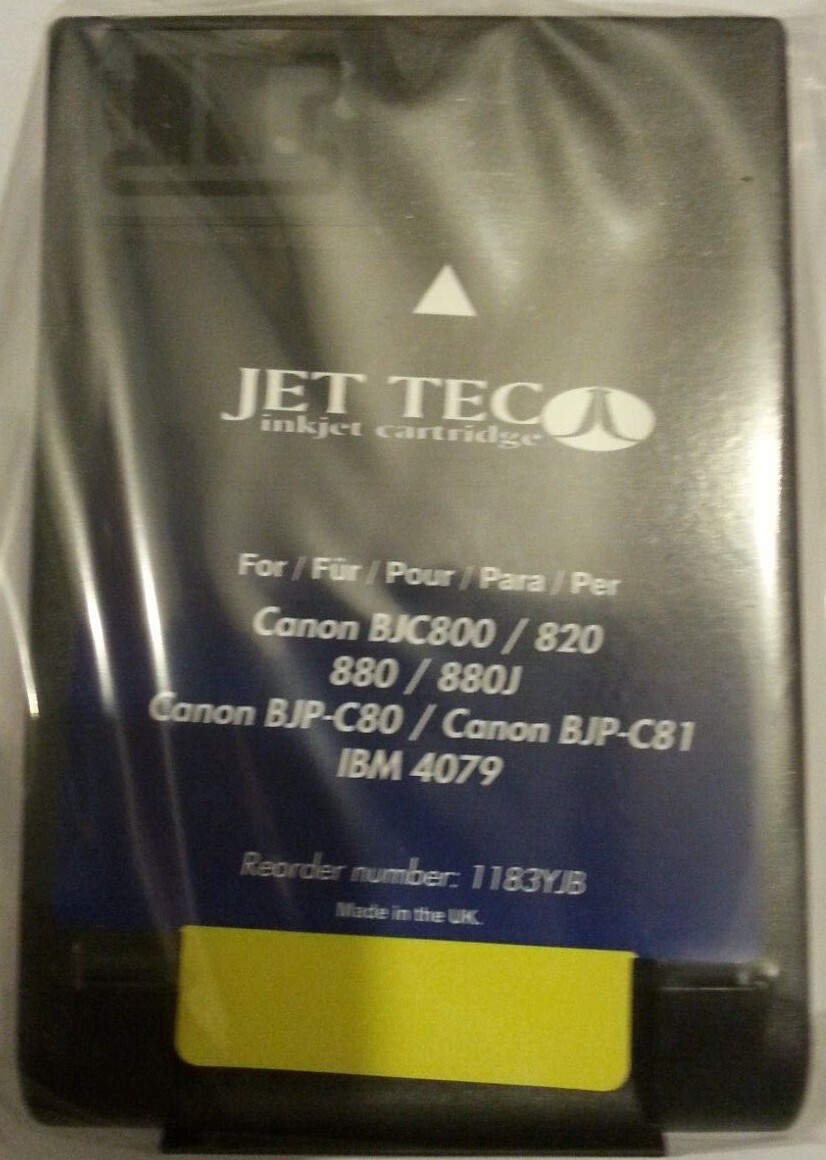 JET TEC
inkjet cartridge
For / Für / Pour / Para / Per
Canon BJC800 / 820
880 / 880J
Canon BJP-C80 / Canon BJP-C81
IBM 4079
Reorder number: 1183YJB
Made in the UK.